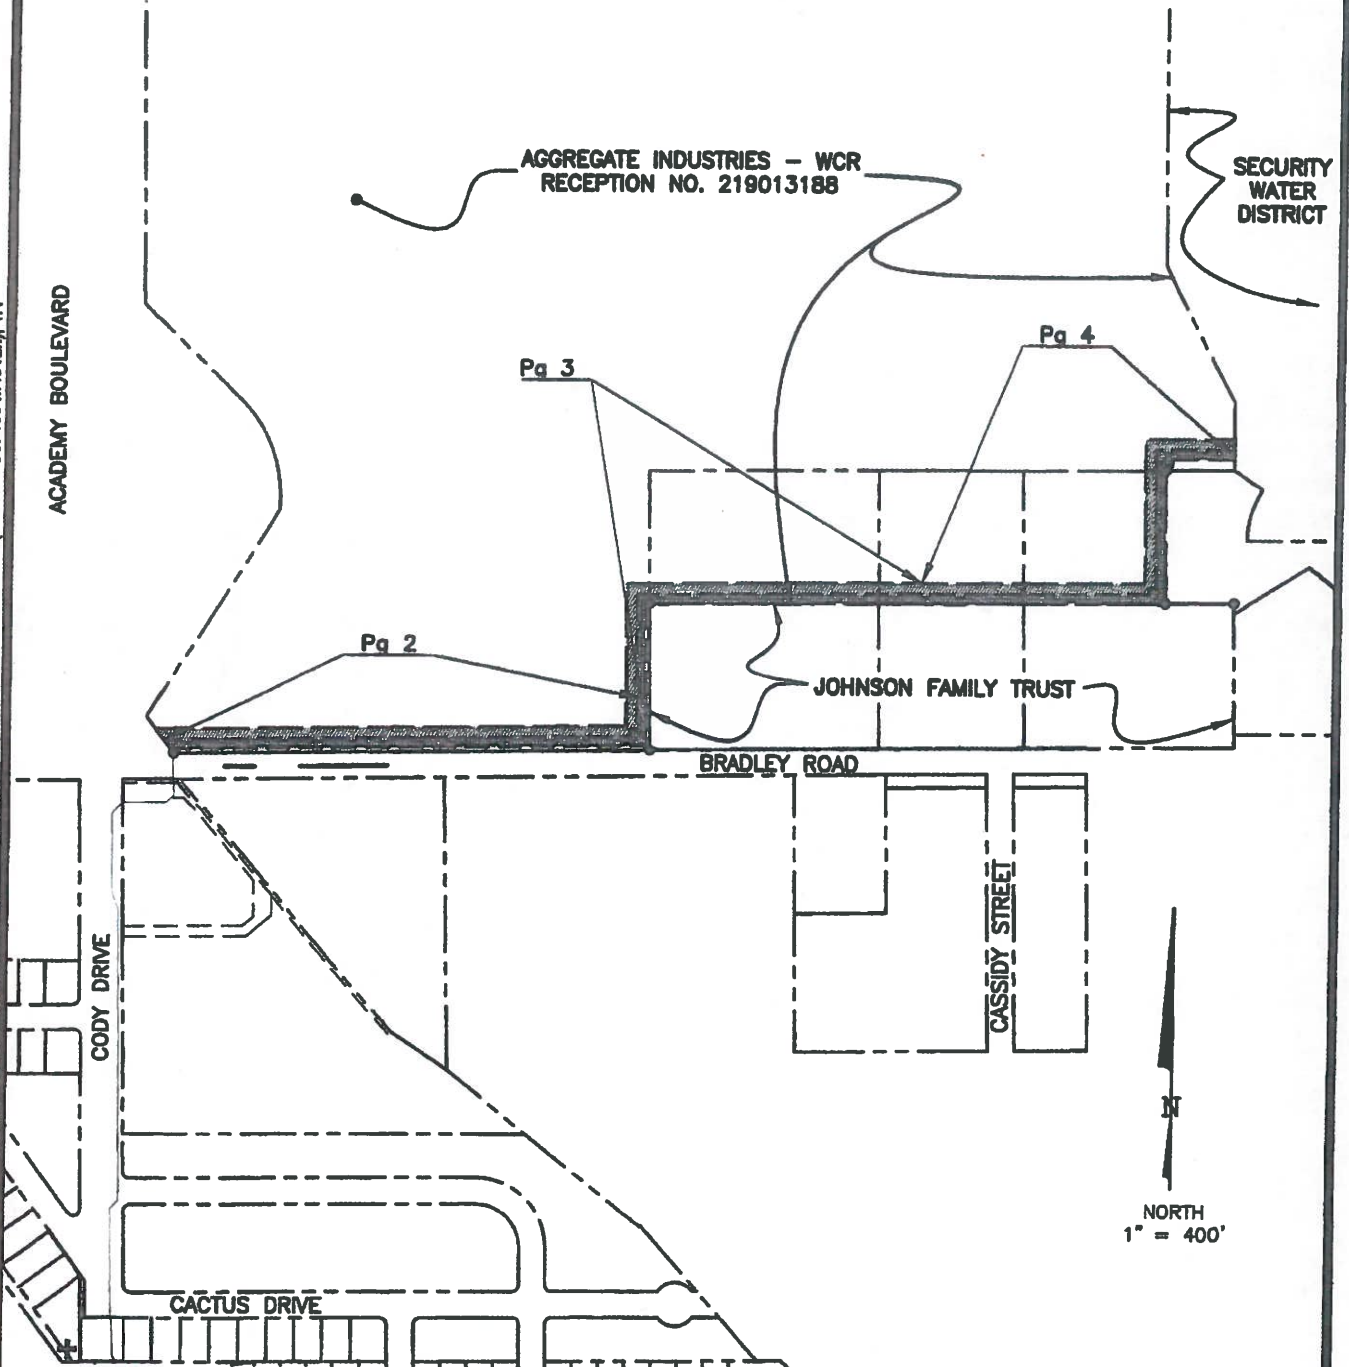 AGGREGATE INDUSTRIES - WCR
RECEPTION NO. 219013188
SECURITY
WATER
DISTRICT
ACADEMY BOULEVARD
Pg 4
Pg 3
Pg 2
JOHNSON FAMILY TRUST
BRADLEY ROAD
CASSIDY STREET
CODY DRIVE
N
NORTH
1" = 400'
CACTUS DRIVE